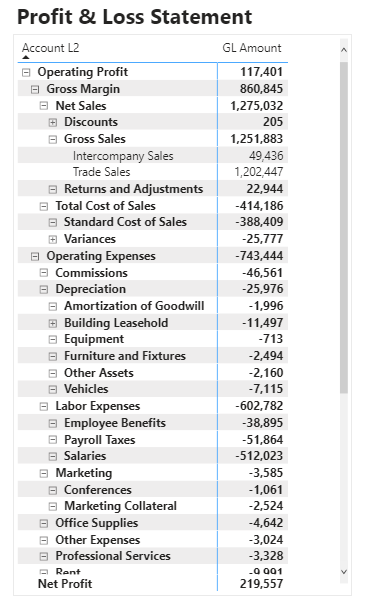 Profit & Loss Statement
Account L2 GL Amount
Operating Profit 117,401
Gross Margin 860,845
Net Sales 1,275,032
Discounts 205
Gross Sales 1,251,883
Intercompany Sales 49,436
Trade Sales 1,202,447
Returns and Adjustments 22,944
Total Cost of Sales -414,186
Standard Cost of Sales -388,409
Variances -25,777
Operating Expenses -743,444
Commissions -46,561
Depreciation -25,976
Amortization of Goodwill -1,996
Building Leasehold -11,497
Equipment -713
Furniture and Fixtures -2,494
Other Assets -2,160
Vehicles -7,115
Labor Expenses -602,782
Employee Benefits -38,895
Payroll Taxes -51,864
Salaries -512,023
Marketing -3,585
Conferences -1,061
Marketing Collateral -2,524
Office Supplies -4,642
Other Expenses -3,024
Professional Services -3,328
Rent -9,991
Net Profit 219,557